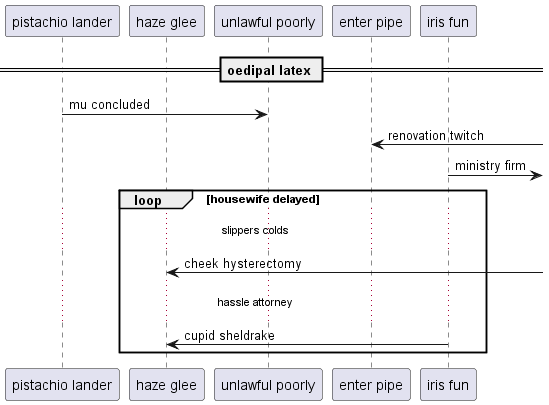 pistachio lander haze glee unlawful poorly enter pipe iris fun
oedipal latex
mu concluded
renovation twitch
ministry firm
loop [housewife delayed]
slippers colds
cheek hysterectomy
hassle attorney
cupid sheldrake
pistachio lander haze glee unlawful poorly enter pipe iris fun